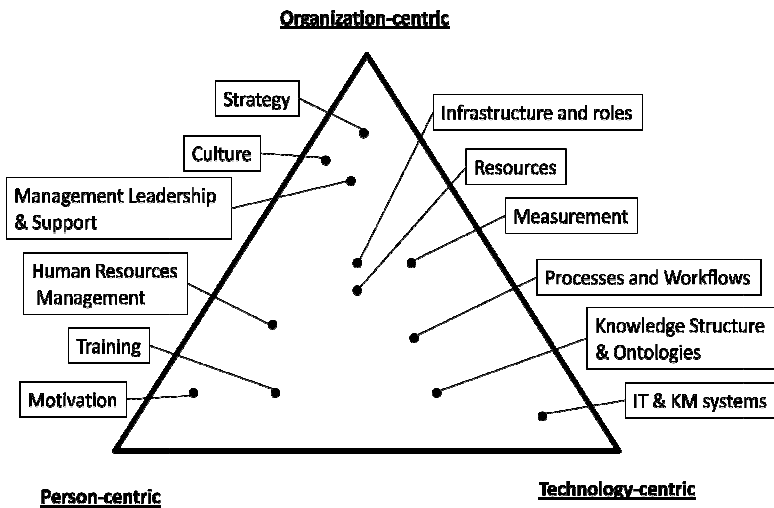 Organization-centric
Strategy
Infrastructure and roles
Culture
Resources
Management Leadership
& Support
Measurement
Human Resources
Management
Processes and Workflows
Training
Knowledge Structure
& Ontologies
Motivation
IT & KM systems
Person-centric
Technology-centric